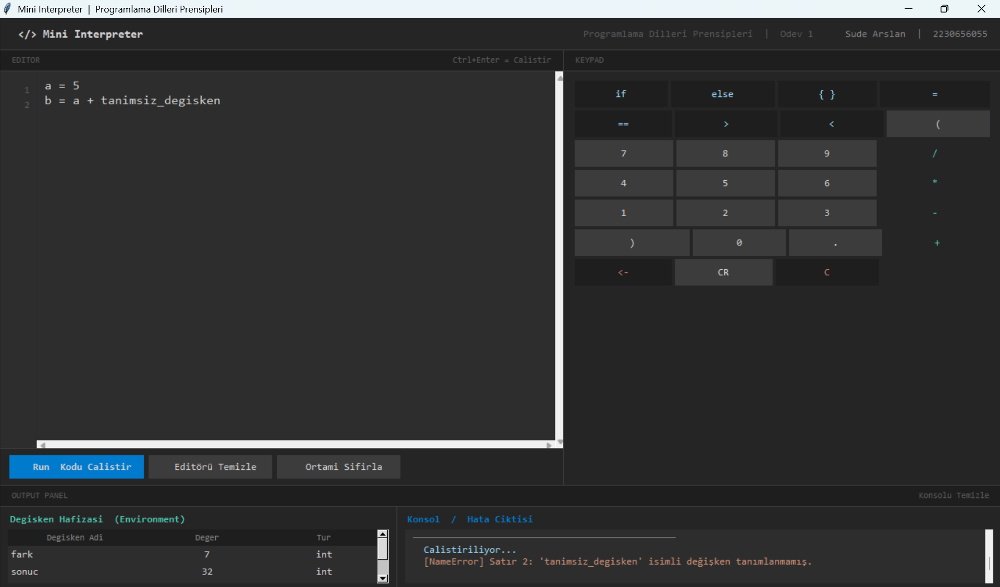 Mini Interpreter | Programlama Dilleri Prensipleri
</> Mini Interpreter
Programlama Dilleri Prensipleri | Odev 1 Sude Arslan | 2230656055
EDITOR Ctrl+Enter = Calistir
KEYPAD
1 a = 5
2 b = a + tanimsiz_degisken
if else { } =
== > < (
7 8 9 /
4 5 6 *
1 2 3 -
) 0 . +
<- CR C
Run Kodu Calistir Editörü Temizle Ortami Sifirla
OUTPUT PANEL Konsolu Temizle
Degisken Hafizasi (Environment)
Degisken Adi Deger Tur
fark 7 int
sonuc 32 int
Konsol / Hata Ciktisi
Calistiriliyor...
[NameError] Satır 2: 'tanimsiz_degisken' isimli değişken tanımlanmamış.